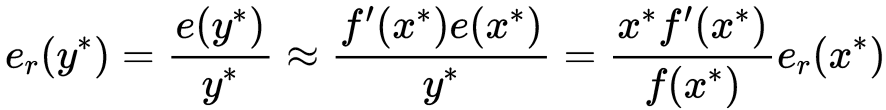 $e_r(y^*) = \frac{e(y^*)}{y^*} \approx \frac{f'(x^*)e(x^*)}{y^*} = \frac{x^* f'(x^*)}{f(x^*)} e_r(x^*)$